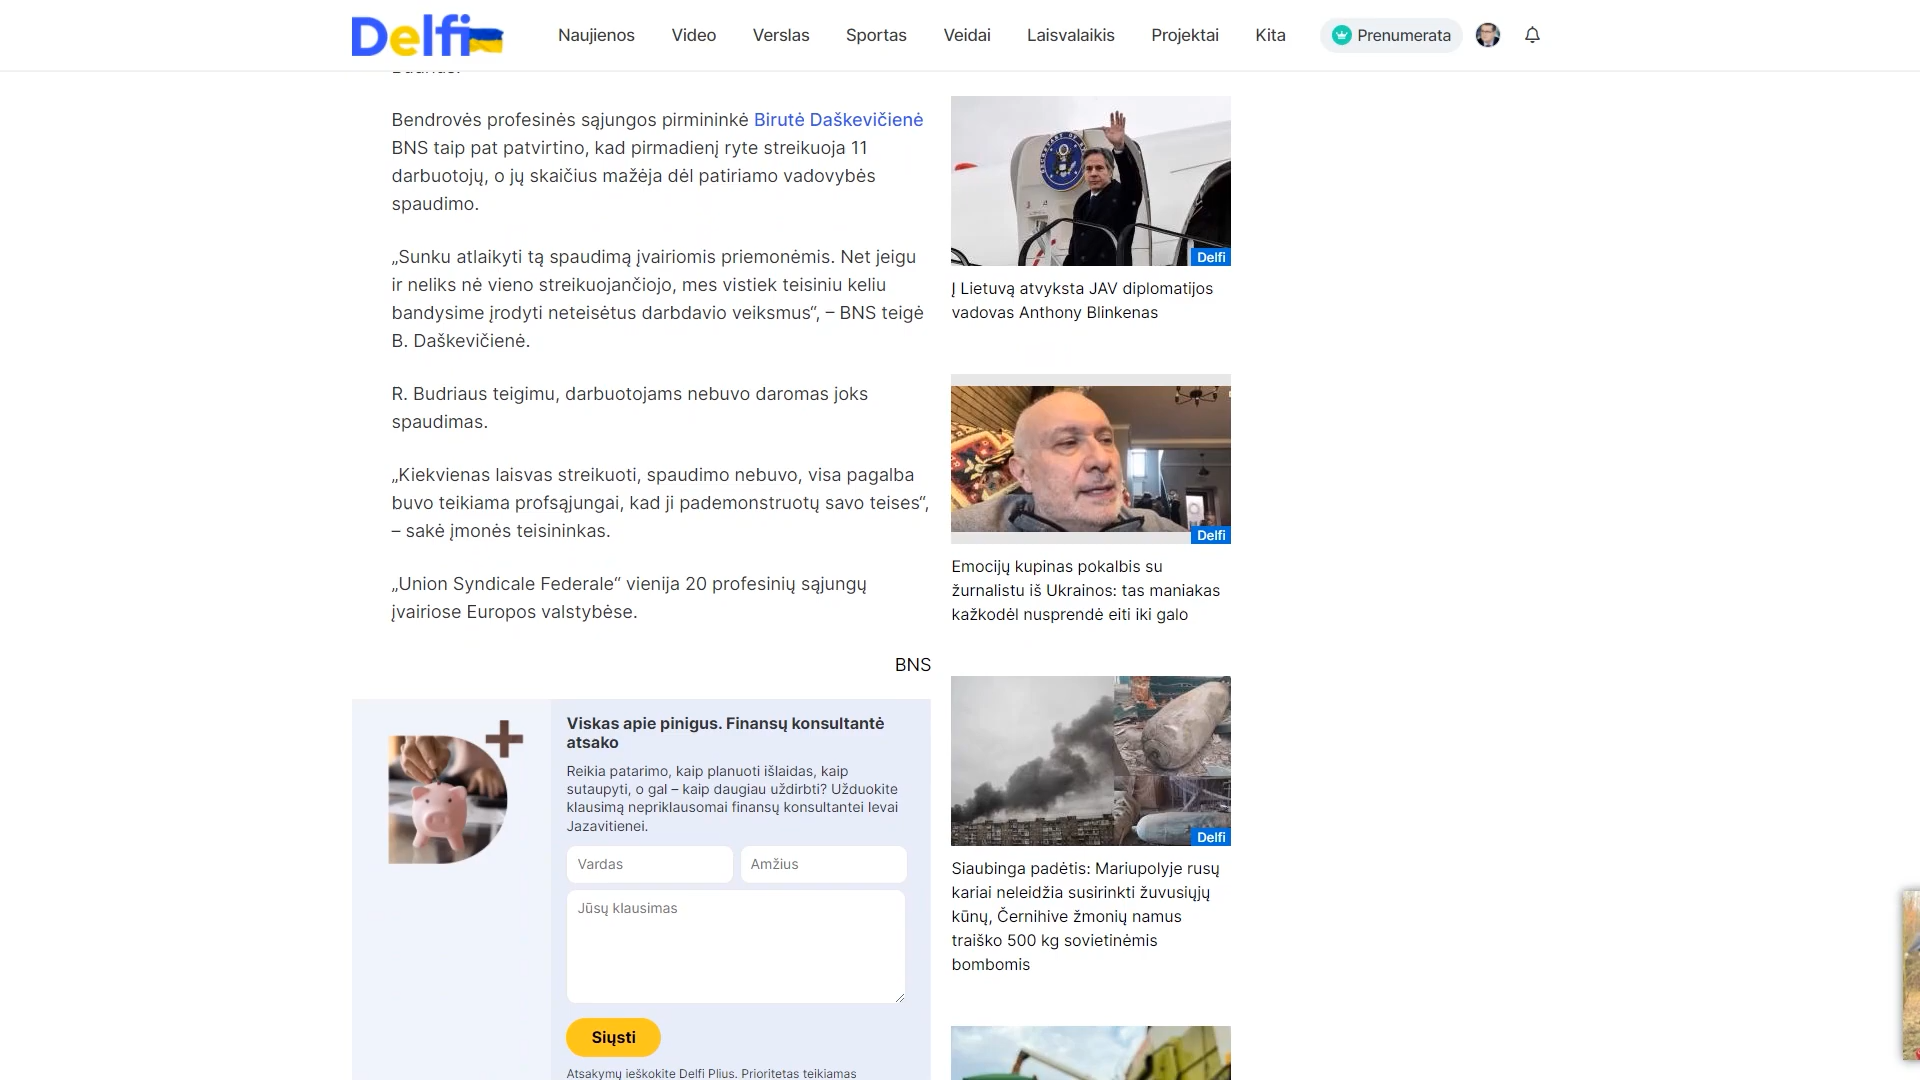 Delfi
Naujienos Video Verslas Sportas Veidai Laisvalaikis Projektai Kita Prenumerata
Bendrovės profesinės sąjungos pirmininkė Birutė Daškevičienė
BNS taip pat patvirtino, kad pirmadienį ryte streikuoja 11
darbuotojų, o jų skaičius mažėja dėl patiriamo vadovybės
spaudimo.
„Sunku atlaikyti tą spaudimą įvairiomis priemonėmis. Net jeigu
ir neliks nė vieno streikuojančiojo, mes vistiek teisiniu keliu
bandysime įrodyti neteisėtus darbdavio veiksmus“, – BNS teigė
B. Daškevičienė.
R. Budriaus teigimu, darbuotojams nebuvo daromas joks
spaudimas.
„Kiekvienas laisvas streikuoti, spaudimo nebuvo, visa pagalba
buvo teikiama profsąjungai, kad ji pademonstruotų savo teises“,
– sakė įmonės teisininkas.
„Union Syndicale Federale“ vienija 20 profesinių sąjungų
įvairiose Europos valstybėse.
BNS
Viskas apie pinigus. Finansų konsultantė
atsako
Reikia patarimo, kaip planuoti išlaidas, kaip
sutaupyti, o gal – kaip daugiau uždirbti? Užduokite
klausimą nepriklausomai finansų konsultantei Ievai
Jazavitienei.
Vardas Amžius
Jūsų klausimas
Siųsti
Atsakymų ieškokite Delfi Plius. Prioritetas teikiamas
Delfi
Į Lietuvą atvyksta JAV diplomatijos
vadovas Anthony Blinkenas
Delfi
Emocijų kupinas pokalbis su
žurnalistu iš Ukrainos: tas maniakas
kažkodėl nusprendė eiti iki galo
Delfi
Siaubinga padėtis: Mariupolyje rusų
kariai neleidžia susirinkti žuvusiųjų
kūnų, Černihive žmonių namus
traiško 500 kg sovietinėmis
bombomis